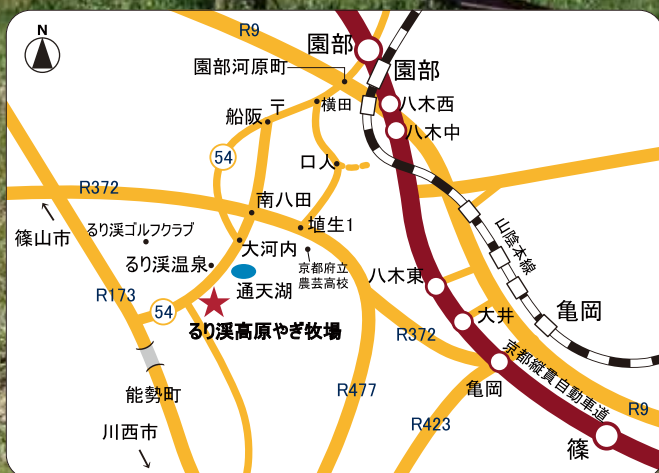 N
R9
園部
園部河原町
園部
八木西
船阪
〒
横田
八木中
54
口人
R372
南八田
篠山市
るり渓ゴルフクラブ
埴生1
大河内
山陰本線
るり渓温泉
京都府立
農芸高校
八木東
通天湖
R173
54
大井
亀岡
るり渓高原やぎ牧場
R372
京都縦貫自動車道
能勢町
R477
亀岡
R423
R9
川西市
篠